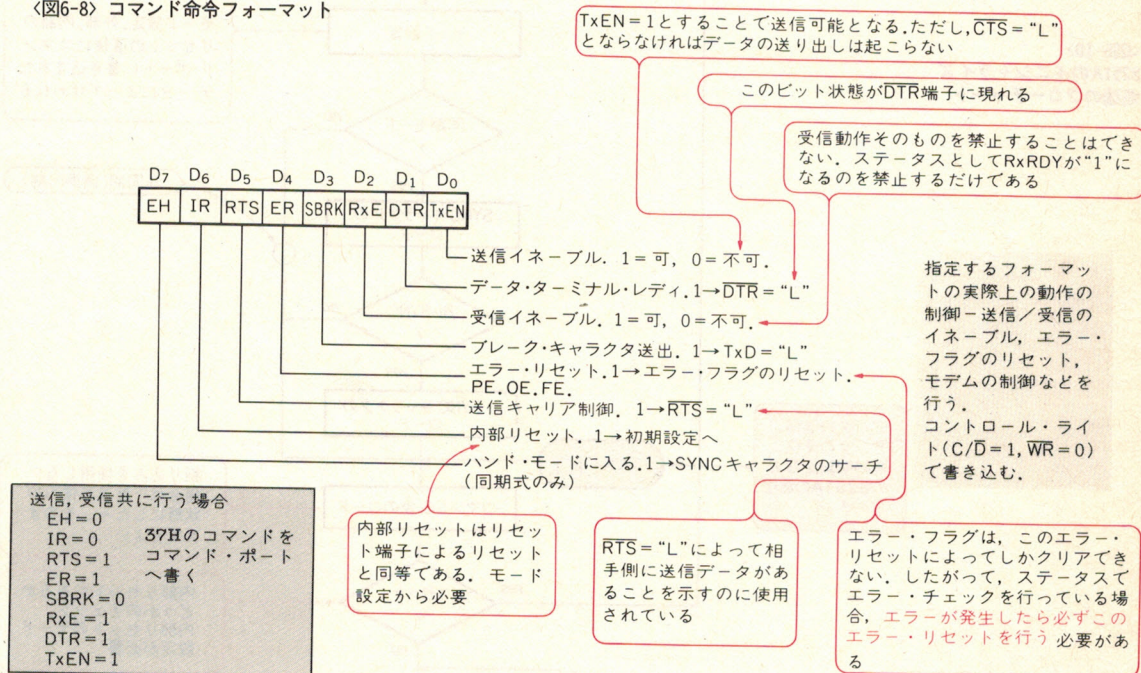 〈図6-8〉 コマンド命令フォーマット
TxEN=1とすることで送信可能となる.ただし,CTS="L"
とならなければデータの送り出しは起こらない
このビット状態がDTR端子に現れる
受信動作そのものを禁止することはでき
ない. ステータスとしてRxRDYが"1"に
なるのを禁止するだけである
D7 D6 D5 D4 D3 D2 D1 D0
EH IR RTS ER SBRK RxE DTR TxEN
送信イネーブル. 1=可, 0=不可.
データ・ターミナル・レディ.1→DTR="L"
受信イネーブル. 1=可, 0=不可.
ブレーク・キャラクタ送出. 1→TxD="L"
エラー・リセット.1→エラー・フラグのリセット.
PE.OE.FE.
送信キャリア制御. 1→RTS="L"
内部リセット. 1→初期設定へ
ハンド・モードに入る.1→SYNCキャラクタのサーチ
(同期式のみ)
指定するフォーマッ
トの実際上の動作の
制御-送信/受信の
イネーブル, エラー・
フラグのリセット,
モデムの制御などを
行う.
コントロール・ライ
ト(C/D=1, WR=0)
で書き込む.
送信, 受信共に行う場合
EH=0
IR=0
RTS=1
ER=1
SBRK=0
RxE=1
DTR=1
TxEN=1
37Hのコマンドを
コマンド・ポート
へ書く
内部リセットはリセッ
ト端子によるリセット
と同等である. モード
設定から必要
RTS="L"によって相
手側に送信データがあ
ることを示すのに使用
されている
エラー・フラグは, このエラー・
リセットによってしかクリアでき
ない. したがって, ステータスで
エラー・チェックを行っている場
合, エラーが発生したら必ずこの
エラー・リセットを行う 必要があ
る